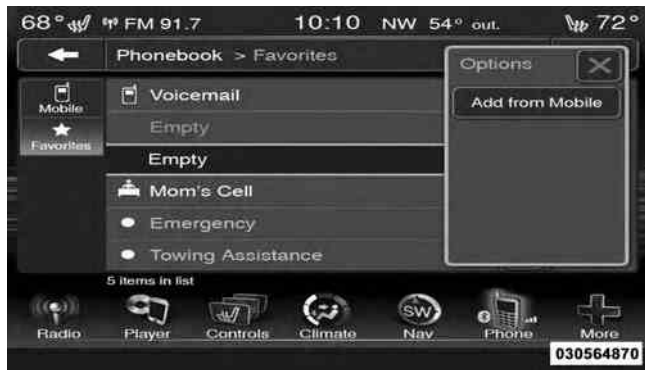 68° FM 91.7 10:10 NW 54° out. 72°
Phonebook > Favorites
Options
Mobile
Voicemail
Add from Mobile
Empty
Favorites
Empty
Mom's Cell
Emergency
Towing Assistance
5 items in list
Radio Player Controls Climate SW Nav Phone More
030564870